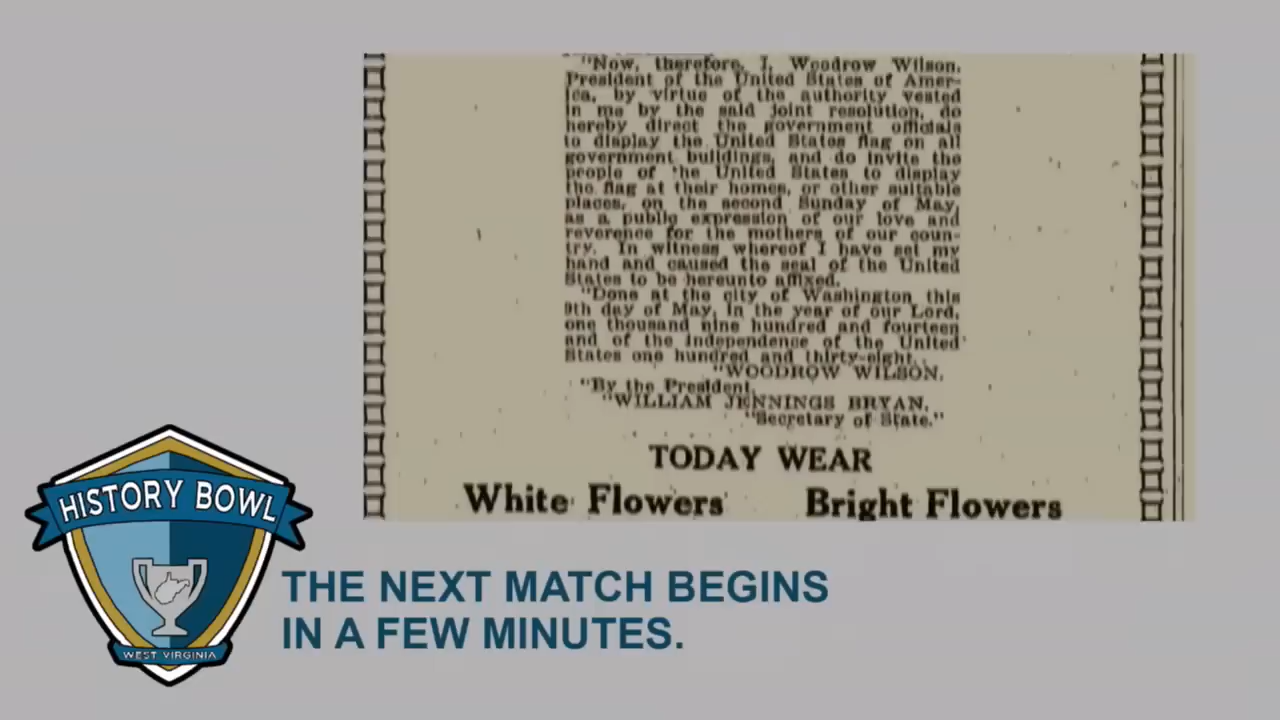 "Now, therefore, I, Woodrow Wilson,
President of the United States of Amer-
ica, by virtue of the authority vested
in me by the said joint resolution, do
hereby direct the government officials
to display the United States flag on all
government buildings, and do invite the
people of the United States to display
the flag at their homes, or other suitable
places, on the second Sunday of May,
as a public expression of our love and
reverence for the mothers of our coun-
try. In witness whereof I have set my
hand and caused the seal of the United
States to be hereunto affixed.
"Done at the city of Washington this
9th day of May, in the year of our Lord,
one thousand nine hundred and fourteen
and of the Independence of the United
States one hundred and thirty-eight.
"WOODROW WILSON.
"By the President,
"WILLIAM JENNINGS BRYAN,
"Secretary of State."
TODAY WEAR
White Flowers Bright Flowers
HISTORY BOWL
WEST VIRGINIA
THE NEXT MATCH BEGINS
IN A FEW MINUTES.